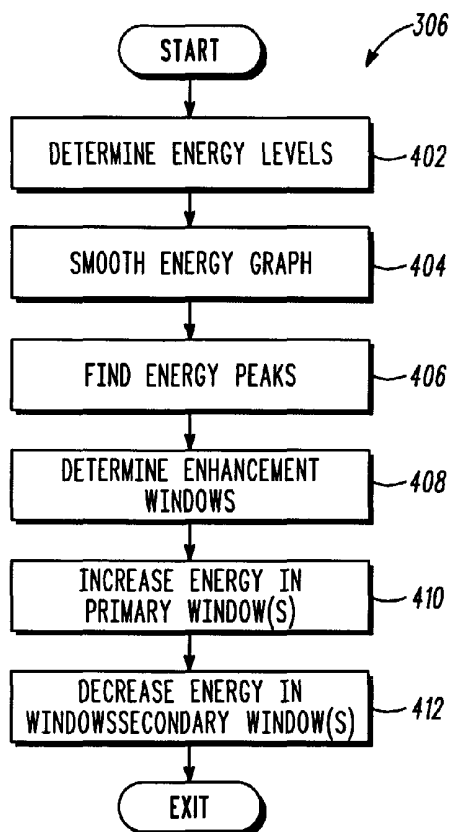 306
START
DETERMINE ENERGY LEVELS
402
SMOOTH ENERGY GRAPH
404
FIND ENERGY PEAKS
406
DETERMINE ENHANCEMENT
WINDOWS
408
INCREASE ENERGY IN
PRIMARY WINDOW(S)
410
DECREASE ENERGY IN
WINDOWSSECONDARY WINDOW(S)
412
EXIT